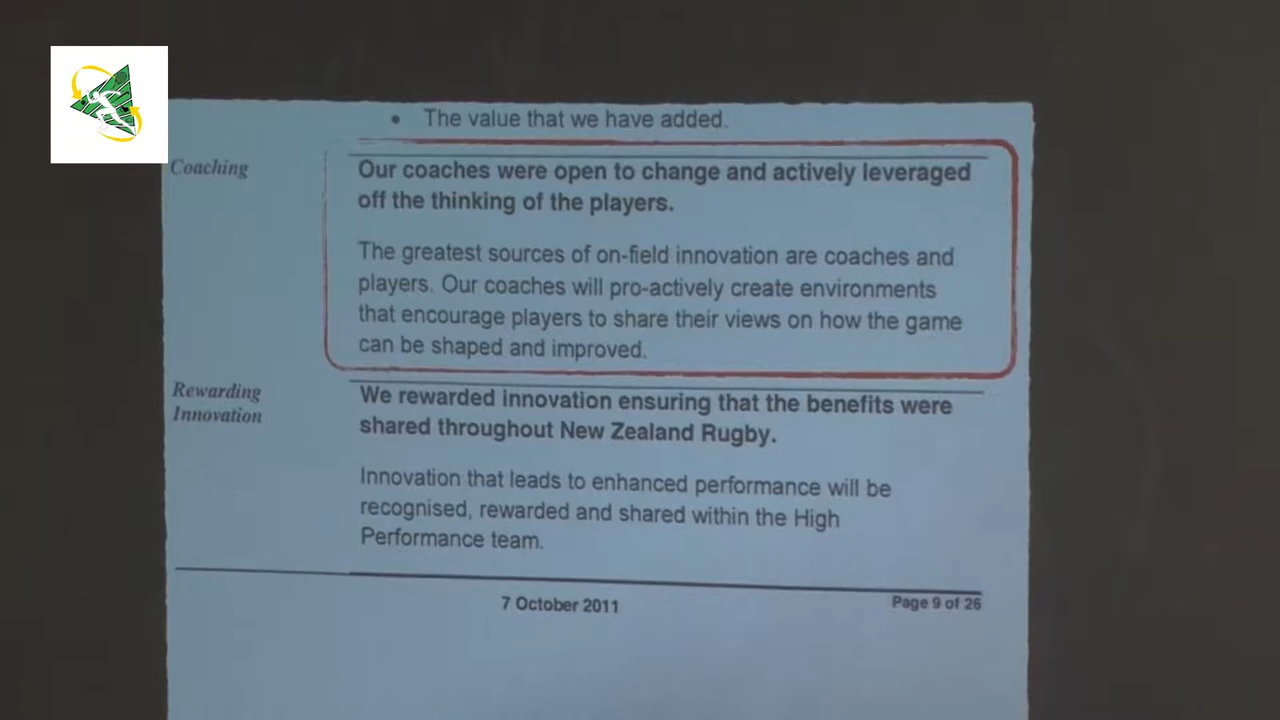 • The value that we have added.
Coaching
Our coaches were open to change and actively leveraged
off the thinking of the players.
The greatest sources of on-field innovation are coaches and
players. Our coaches will pro-actively create environments
that encourage players to share their views on how the game
can be shaped and improved.
Rewarding
Innovation
We rewarded innovation ensuring that the benefits were
shared throughout New Zealand Rugby.
Innovation that leads to enhanced performance will be
recognised, rewarded and shared within the High
Performance team.
7 October 2011
Page 9 of 26